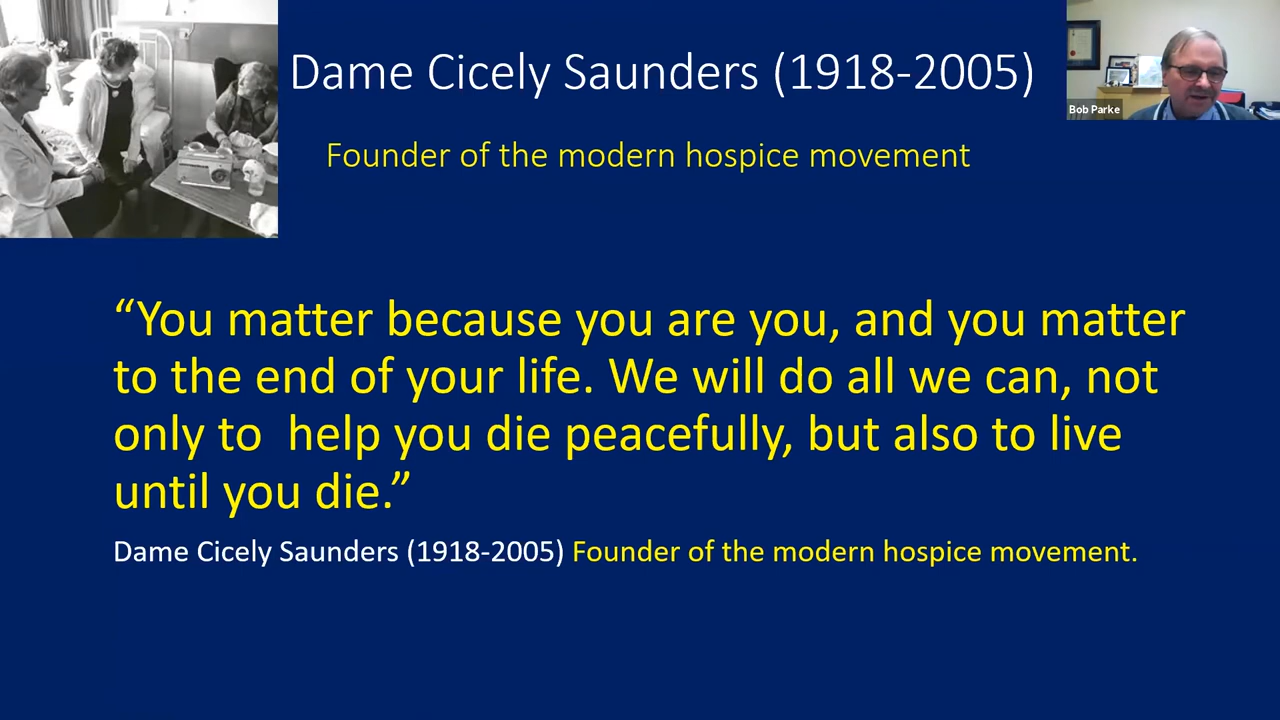 Dame Cicely Saunders (1918-2005)
Bob Parke
Founder of the modern hospice movement
“You matter because you are you, and you matter
to the end of your life. We will do all we can, not
only to  help you die peacefully, but also to live
until you die.”
Dame Cicely Saunders (1918-2005) Founder of the modern hospice movement.